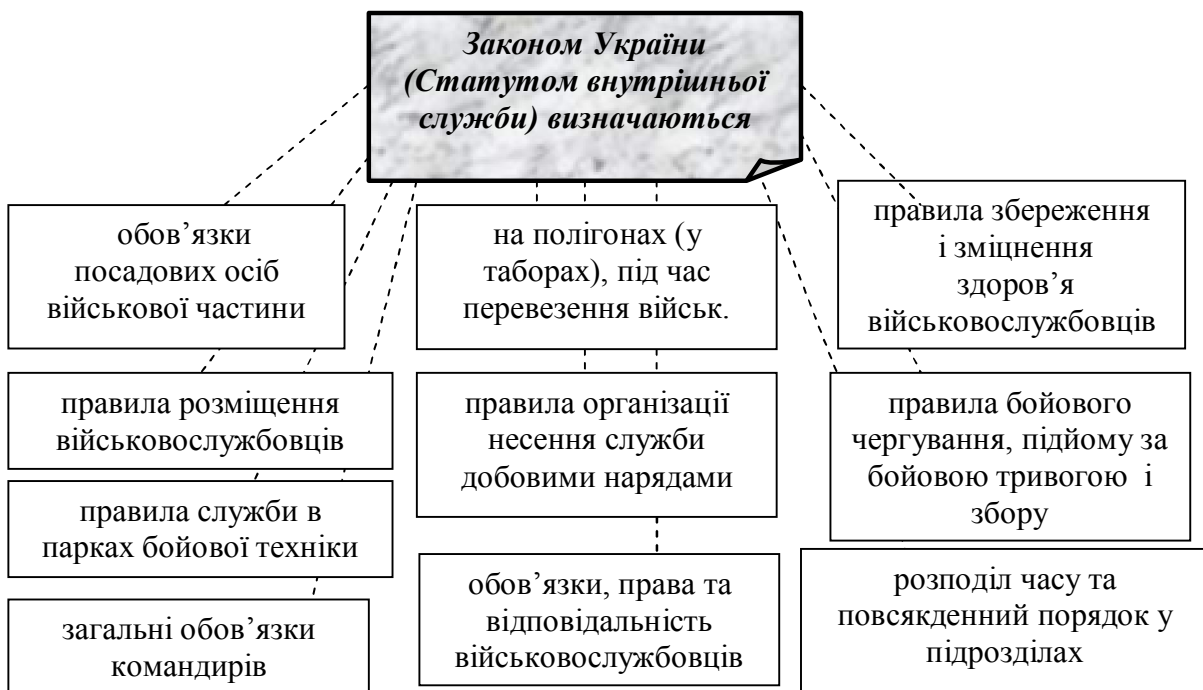 Законом України
(Статутом внутрішньої
служби) визначаються
обов’язки
посадових осіб
військової частини
на полігонах (у
таборах), під час
перевезення військ.
правила збереження
і зміцнення
здоров’я
військовослужбовців
правила розміщення
військовослужбовців
правила організації
несення служби
добовими нарядами
правила бойового
чергування, підйому за
бойовою тривогою і
збору
правила служби в
парках бойової техніки
обов’язки, права та
відповідальність
військовослужбовців
розподіл часу та
повсякденний порядок у
підрозділах
загальні обов’язки
командирів